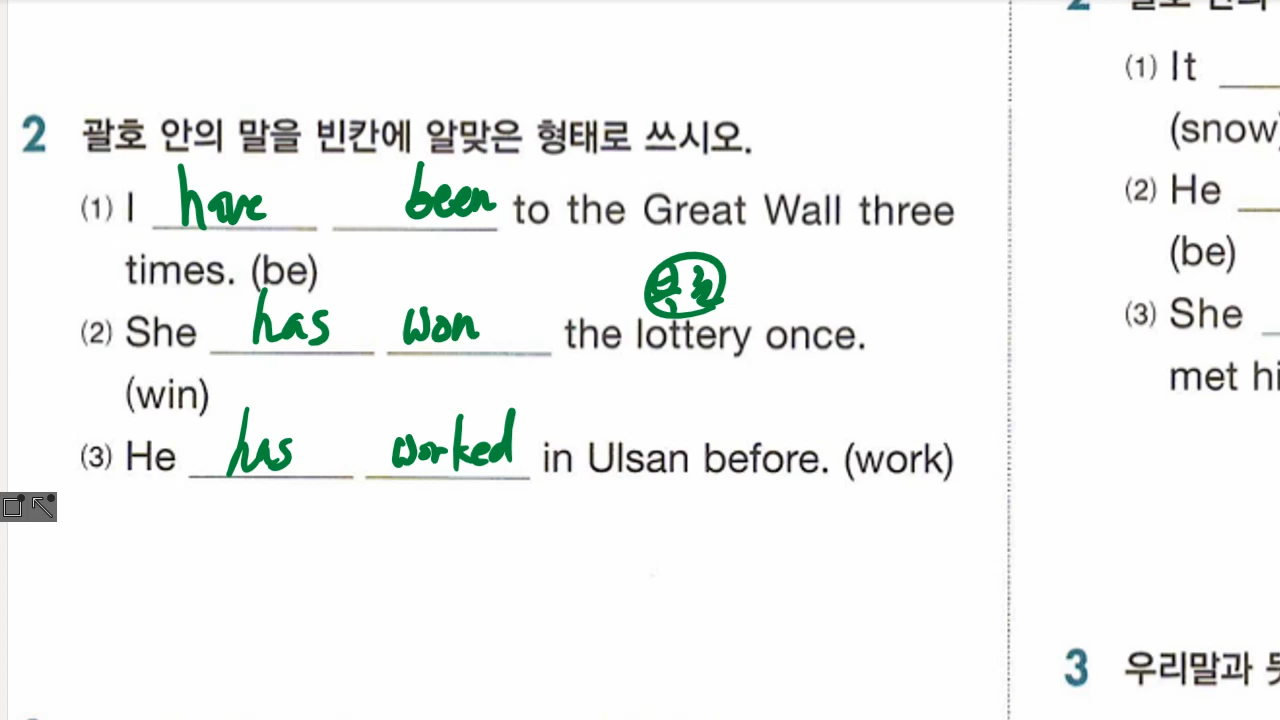 2 괄호 안의 말을 빈칸에 알맞은 형태로 쓰시오.
(1) I have been to the Great Wall three
times. (be)
복권
(2) She has won the lottery once.
(win)
(3) He has worked in Ulsan before. (work)
2
(1) It
(snow)
(2) He
(be)
(3) She
met hi
3 우리말과